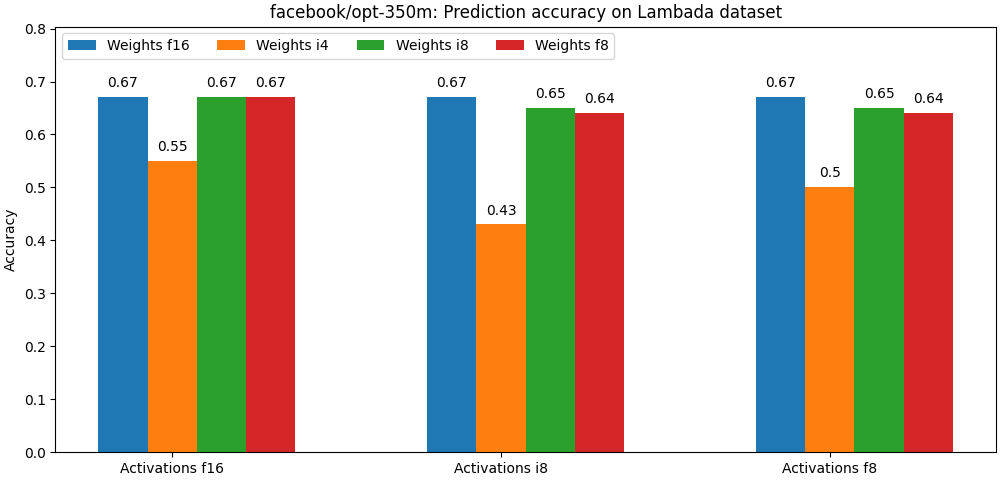 facebook/opt-350m: Prediction accuracy on Lambada dataset
Weights f16 Weights i4 Weights i8 Weights f8
Accuracy
0.8
0.7
0.6
0.5
0.4
0.3
0.2
0.1
0.0
0.67 0.55 0.67 0.67
0.67 0.43 0.65 0.64
0.67 0.5 0.65 0.64
Activations f16 Activations i8 Activations f8